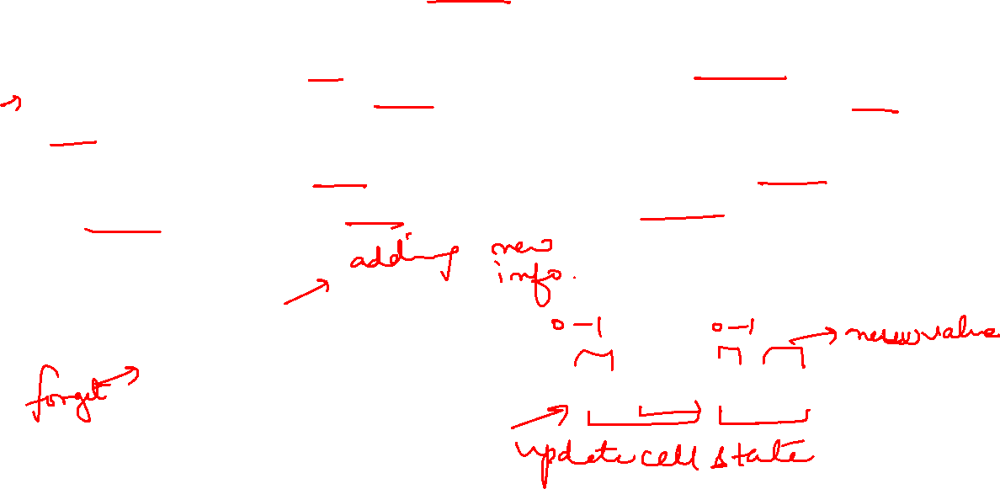 adding new
info.
0-1 0-1 → new value
forget
update cell state